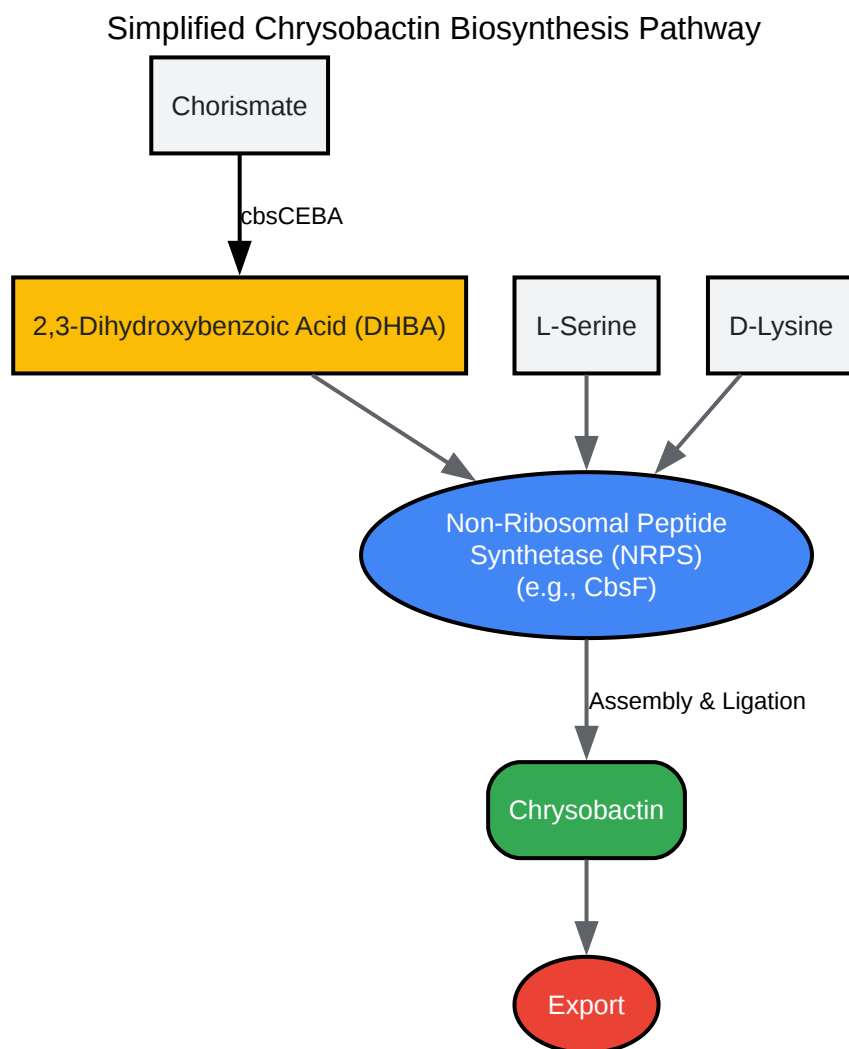 Simplified Chrysobactin Biosynthesis Pathway
Chorismate
cbsCEBA
2,3-Dihydroxybenzoic Acid (DHBA)
L-Serine
D-Lysine
Non-Ribosomal Peptide
Synthetase (NRPS)
(e.g., CbsF)
Assembly & Ligation
Chrysobactin
Export